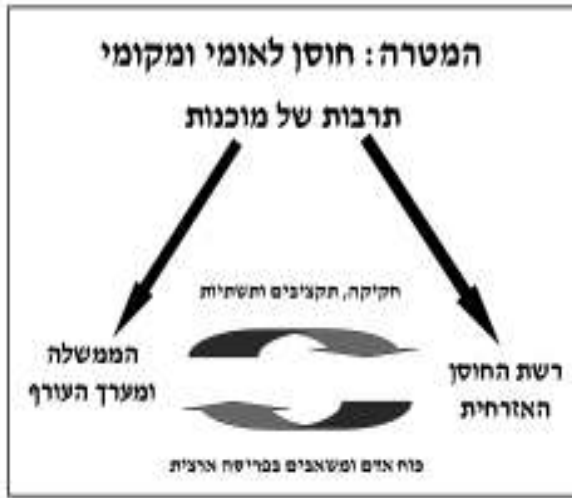 המטרה: חוסן לאומי ומקומי
תרבות של מוכנות
חקיקה, תקציבים ותשתיות
הממשלה
ומערך העורף
רשת החוסן
האזרחית
כוח אדם ומשאבים בפריסה ארצית